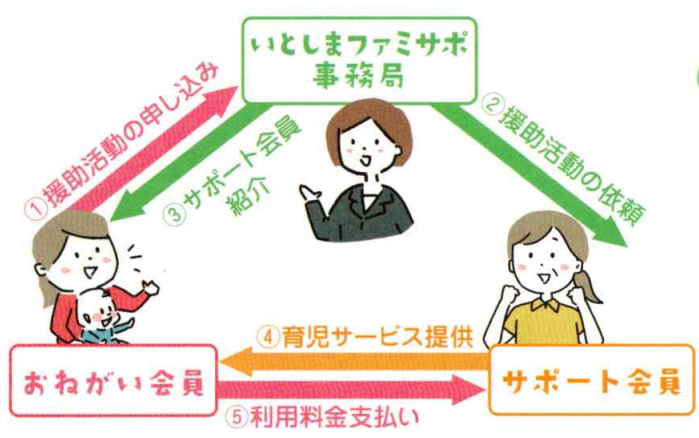 いとしまファミサポ
事務局
①援助活動の申し込み
②援助活動の依頼
③サポート会員
紹介
④育児サービス提供
おねがい会員
サポート会員
⑤利用料金支払い